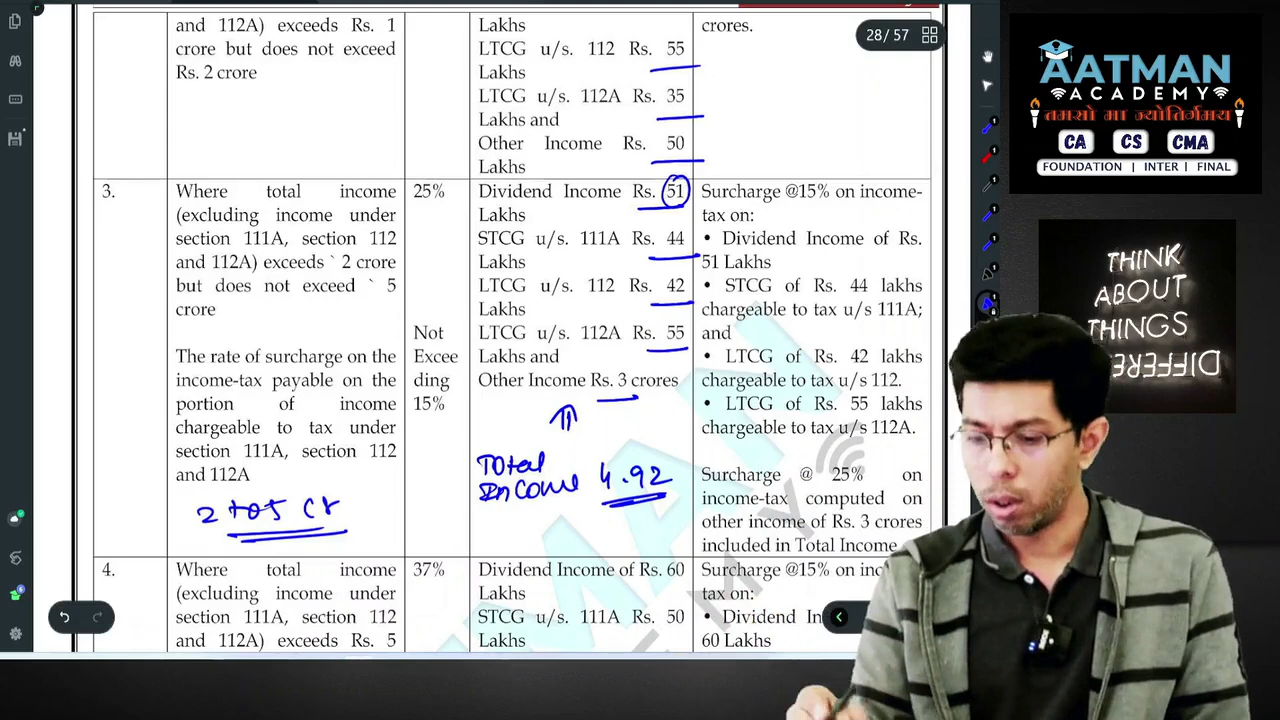 and 112A) exceeds Rs. 1
crore but does not exceed
Rs. 2 crore
Lakhs
LTCG u/s. 112 Rs. 55
Lakhs
LTCG u/s. 112A Rs. 35
Lakhs and
Other Income Rs. 50
Lakhs
crores.
28/57
3.
Where total income
(excluding income under
section 111A, section 112
and 112A) exceeds ` 2 crore
but does not exceed ` 5
crore
The rate of surcharge on the
income-tax payable on the
portion of income
chargeable to tax under
section 111A, section 112
and 112A
2 to 5 Cr
25%
Not
Excee
ding
15%
Dividend Income Rs. 51
Lakhs
STCG u/s. 111A Rs. 44
Lakhs
LTCG u/s. 112 Rs. 42
Lakhs
LTCG u/s. 112A Rs. 55
Lakhs and
Other Income Rs. 3 crores
Total
Income 4.92
Surcharge @15% on income-
tax on:
• Dividend Income of Rs.
51 Lakhs
• STCG of Rs. 44 lakhs
chargeable to tax u/s 111A;
and
• LTCG of Rs. 42 lakhs
chargeable to tax u/s 112.
• LTCG of Rs. 55 lakhs
chargeable to tax u/s 112A.
Surcharge @ 25% on
income-tax computed on
other income of Rs. 3 crores
included in Total Income
4.
Where total income
(excluding income under
section 111A, section 112
and 112A) exceeds Rs. 5
37%
Dividend Income of Rs. 60
Lakhs
STCG u/s. 111A Rs. 50
Lakhs
Surcharge @15% on
tax on:
• Dividend
60 Lakhs
AATMAN
ACADEMY
तमसो मा ज्योतिर्गमय
CA CS CMA
FOUNDATION | INTER | FINAL
THINK
ABOUT
THINGS